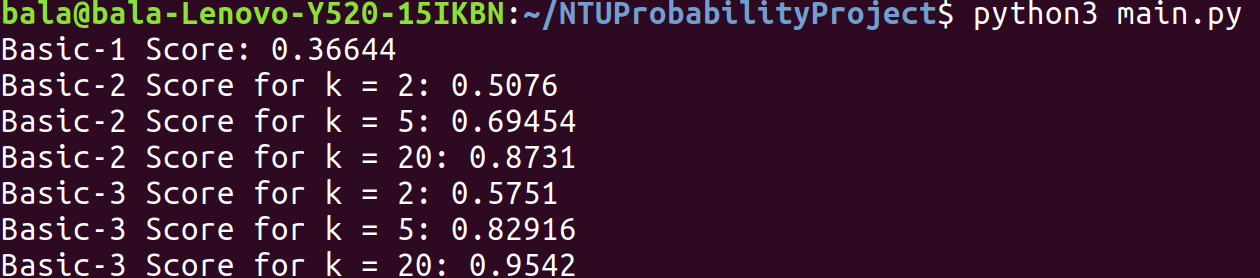 bala@bala-Lenovo-Y520-15IKBN:~/NTUProbabilityProject$ python3 main.py
Basic-1 Score: 0.36644
Basic-2 Score for k = 2: 0.5076
Basic-2 Score for k = 5: 0.69454
Basic-2 Score for k = 20: 0.8731
Basic-3 Score for k = 2: 0.5751
Basic-3 Score for k = 5: 0.82916
Basic-3 Score for k = 20: 0.9542